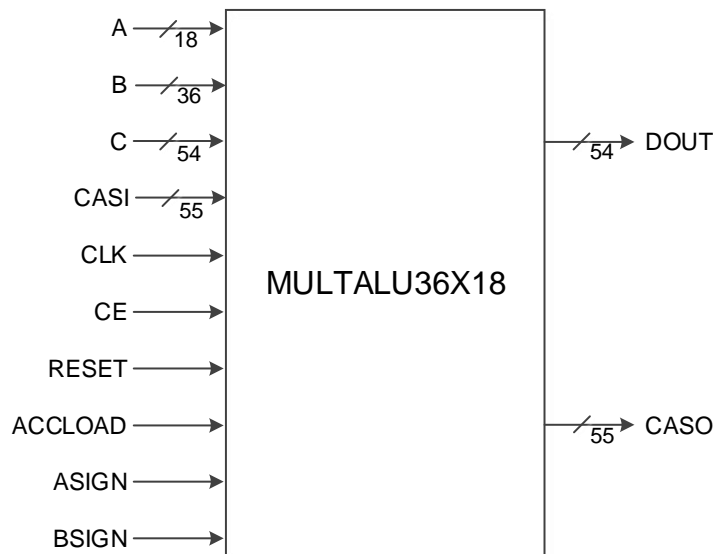 A
18
B
36
C
54
DOUT
54
CASI
55
CLK
MULTALU36X18
CE
RESET
ACCLOAD
CASO
55
ASIGN
BSIGN